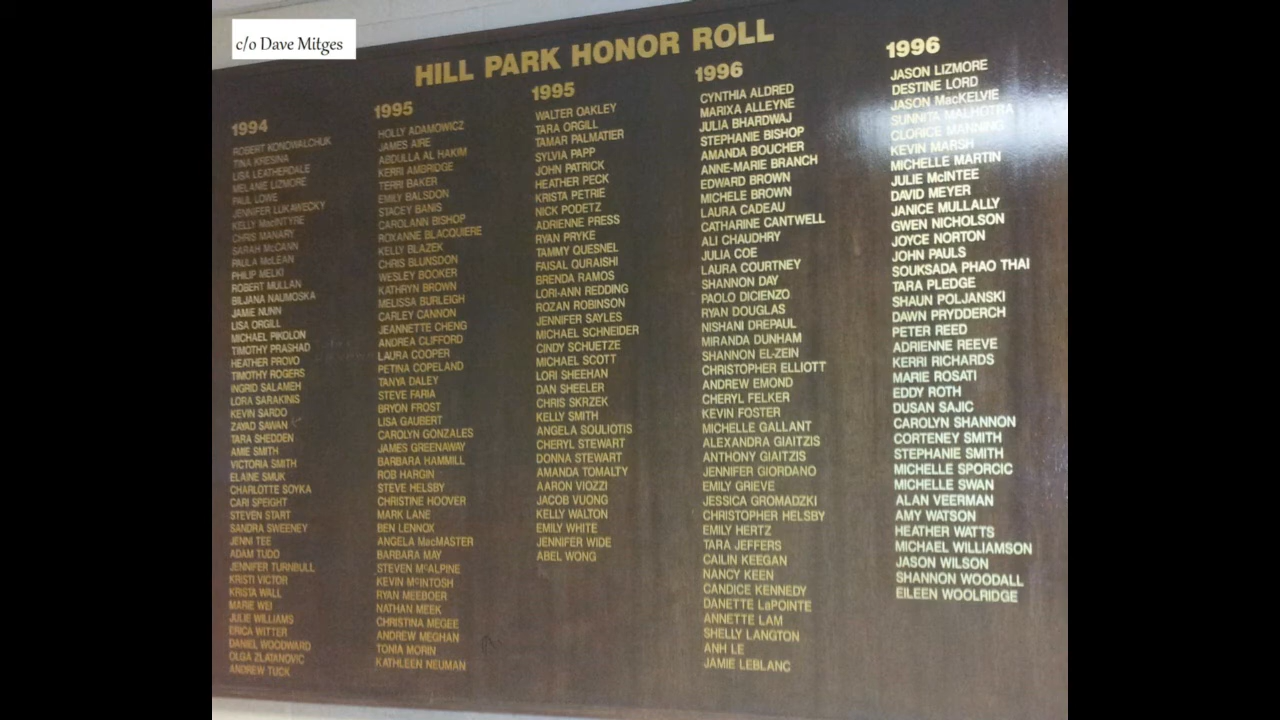 c/o Dave Mitges
HILL PARK HONOR ROLL
1994
ROBERT KONOWALCHUK
TINA KRESINA
LISA LEATHERDALE
MELANIE LIZMORE
PAUL LOWE
JENNIFER LUKAWECKY
KELLY MacINTYRE
CHRIS MANARY
SARAH McCANN
PAULA McLEAN
PHILIP MELKI
ROBERT MULLAN
BILJANA NAUMOSKA
JAMIE NUNN
LISA ORGILL
MICHAEL PIKOLON
TIMOTHY PRASHAD
HEATHER PROVO
TIMOTHY ROGERS
INGRID SALAMEH
LORA SARAKINIS
KEVIN SARDO
ZAYAD SAWAN
TARA SHEDDEN
AMIE SMITH
VICTORIA SMITH
ELAINE SMUK
CHARLOTTE SOYKA
CARI SPEIGHT
STEVEN START
SANDRA SWEENEY
JENNI TEE
ADAM TUDO
JENNIFER TURNBULL
KRISTI VICTOR
KRISTA WALL
MARIE WEI
JULIE WILLIAMS
ERICA WITTER
DANIEL WOODWARD
OLGA ZLATANOVIC
ANDREW TUCK
1995
HOLLY ADAMOWICZ
JAMES AIRE
ABDULLA AL HAKIM
KERRI AMBRIDGE
TERRI BAKER
EMILY BALSDON
STACEY BANIS
CAROLANN BISHOP
ROXANNE BLACQUIERE
KELLY BLAZEK
CHRIS BLUNSDON
WESLEY BOOKER
KATHRYN BROWN
MELISSA BURLEIGH
CARLEY CANNON
JEANNETTE CHENG
ANDREA CLIFFORD
LAURA COOPER
PETINA COPELAND
TANYA DALEY
STEVE FARIA
BRYON FROST
LISA GAUBERT
CAROLYN GONZALES
JAMES GREENAWAY
BARBARA HAMMILL
ROB HARGIN
STEVE HELSBY
CHRISTINE HOOVER
MARK LANE
BEN LENNOX
ANGELA MacMASTER
BARBARA MAY
STEVEN McALPINE
KEVIN McINTOSH
RYAN MEEBOER
NATHAN MEEK
CHRISTINA MEGEE
ANDREW MEGHAN
TONIA MORIN
KATHLEEN NEUMAN
1995
WALTER OAKLEY
TARA ORGILL
TAMAR PALMATIER
SYLVIA PAPP
JOHN PATRICK
HEATHER PECK
KRISTA PETRIE
NICK PODETZ
ADRIENNE PRESS
RYAN PRYKE
TAMMY QUESNEL
FAISAL QURAISHI
BRENDA RAMOS
LORI-ANN REDDING
ROZAN ROBINSON
JENNIFER SAYLES
MICHAEL SCHNEIDER
CINDY SCHUETZE
MICHAEL SCOTT
LORI SHEEHAN
DAN SHEELER
CHRIS SKRZEK
KELLY SMITH
ANGELA SOULIOTIS
CHERYL STEWART
DONNA STEWART
AMANDA TOMALTY
AARON VIOZZI
JACOB VUONG
KELLY WALTON
EMILY WHITE
JENNIFER WIDE
ABEL WONG
1996
CYNTHIA ALDRED
MARIXA ALLEYNE
JULIA BHARDWAJ
STEPHANIE BISHOP
AMANDA BOUCHER
ANNE-MARIE BRANCH
EDWARD BROWN
MICHELE BROWN
LAURA CADEAU
CATHARINE CANTWELL
ALI CHAUDHRY
JULIA COE
LAURA COURTNEY
SHANNON DAY
PAOLO DICIENZO
RYAN DOUGLAS
NISHANI DREPAUL
MIRANDA DUNHAM
SHANNON EL-ZEIN
CHRISTOPHER ELLIOTT
ANDREW EMOND
CHERYL FELKER
KEVIN FOSTER
MICHELLE GALLANT
ALEXANDRA GIAITZIS
ANTHONY GIAITZIS
JENNIFER GIORDANO
EMILY GRIEVE
JESSICA GROMADZKI
CHRISTOPHER HELSBY
EMILY HERTZ
TARA JEFFERS
CAILIN KEEGAN
NANCY KEEN
CANDICE KENNEDY
DANETTE LaPOINTE
ANNETTE LAM
SHELLY LANGTON
ANH LE
JAMIE LEBLANC
1996
JASON LIZMORE
DESTINE LORD
JASON MacKELVIE
SUNNITA MALHOTRA
CLORICE MANNING
KEVIN MARSH
MICHELLE MARTIN
JULIE McINTEE
DAVID MEYER
JANICE MULLALLY
GWEN NICHOLSON
JOYCE NORTON
JOHN PAULS
SOUKSADA PHAO THAI
TARA PLEDGE
SHAUN POLJANSKI
DAWN PRYDDERCH
PETER REED
ADRIENNE REEVE
KERRI RICHARDS
MARIE ROSATI
EDDY ROTH
DUSAN SAJIC
CAROLYN SHANNON
CORTENEY SMITH
STEPHANIE SMITH
MICHELLE SPORCIC
MICHELLE SWAN
ALAN VEERMAN
AMY WATSON
HEATHER WATTS
MICHAEL WILLIAMSON
JASON WILSON
SHANNON WOODALL
EILEEN WOOLRIDGE